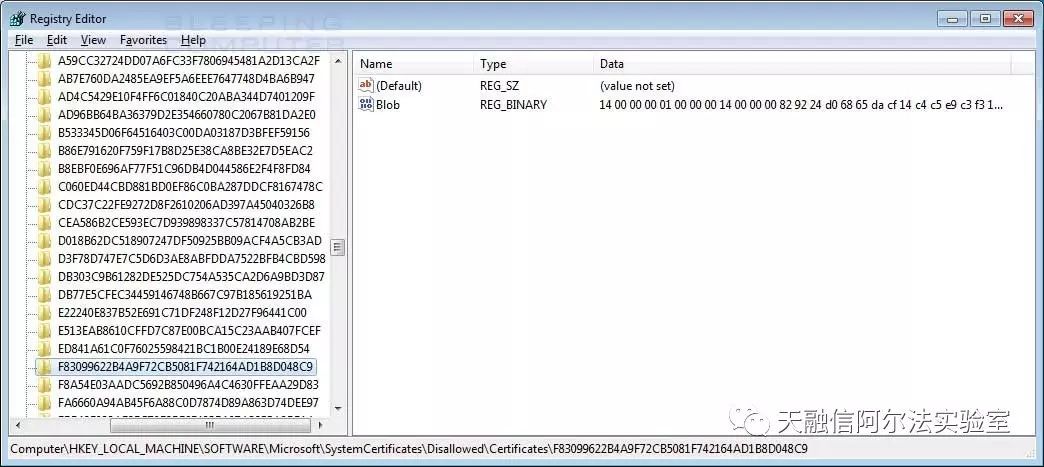 Registry Editor
BLEEPING
COMPUTER
File Edit View Favorites Help
A59CC32724DD07A6FC33F7806945481A2D13CA2F
AB7E760DA2485EA9EF5A6EEE7647748D4BA6B947
AD4C5429E10F4FF6C01840C20ABA344D7401209F
AD96BB64BA36379D2E354660780C2067B81DA2E0
B533345D06F64516403C00DA03187D3BFEF59156
B86E791620F759F17B8D25E38CA8BE32E7D5EAC2
B8EBF0E696AF77F51C96DB4D044586E2F4F8FD84
C060ED44CBD881BD0EF86C0BA287DDCF8167478C
CDC37C22FE9272D8F2610206AD397A45040326B8
CEA586B2CE593EC7D939898337C57814708AB2BE
D018B62DC518907247DF50925BB09ACF4A5CB3AD
D3F78D747E7C5D6D3AE8ABFDDA7522BFB4CBD598
DB303C9B61282DE525DC754A535CA2D6A9BD3D87
DB77E5CFEC34459146748B667C97B185619251BA
E22240E837B52E691C71DF248F12D27F96441C00
E513EAB8610CFFD7C87E00BCA15C23AAB407FCEF
ED841A61C0F76025598421BC1B00E24189E68D54
F83099622B4A9F72CB5081F742164AD1B8D048C9
F8A54E03AADC5692B850496A4C4630FFEAA29D83
FA6660A94AB45F6A88C0D7874D89A863D74DEE97
Name Type Data
(Default) REG_SZ (value not set)
Blob REG_BINARY 14 00 00 00 01 00 00 00 14 00 00 00 82 92 24 d0 68 65 da cf 14 c4 c5 e9 c3 f3 1...
天融信阿尔法实验室
Computer\HKEY_LOCAL_MACHINE\SOFTWARE\Microsoft\SystemCertificates\Disallowed\Certificates\F83099622B4A9F72CB5081F742164AD1B8D048C9